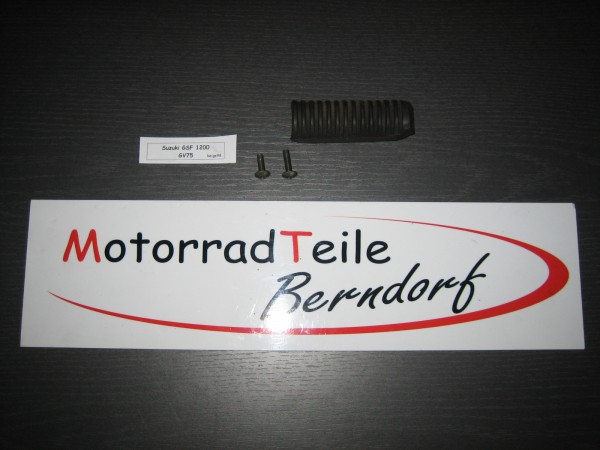 Suzuki GSF 1200
GV75
MotorradTeile
Berndorf